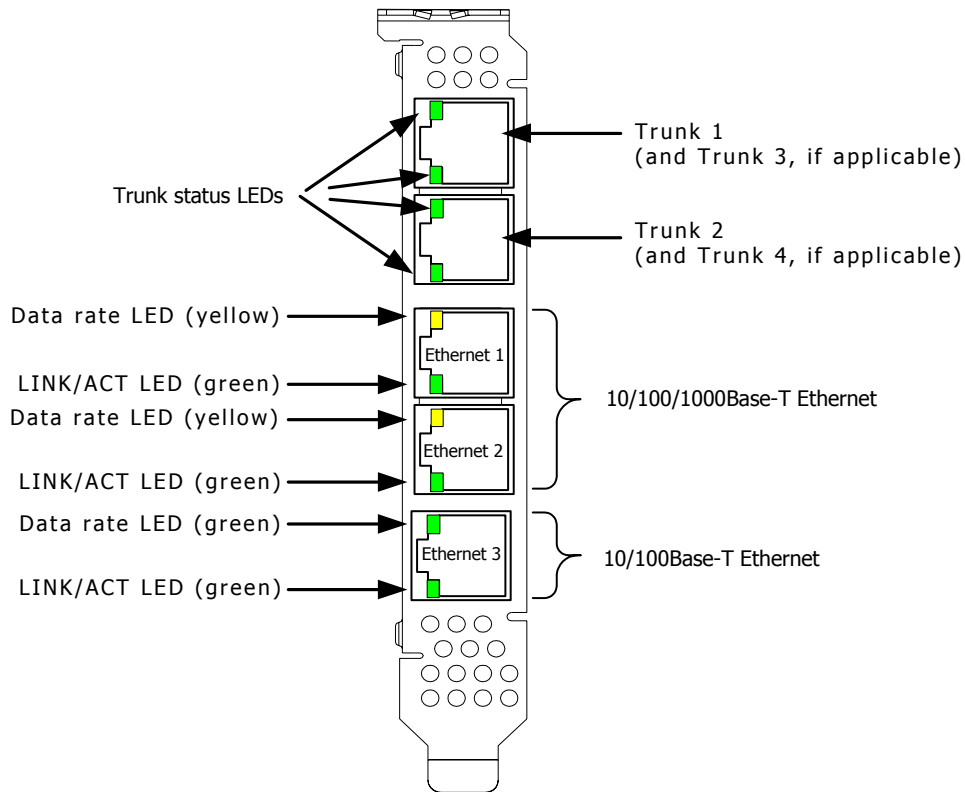 Trunk 1
(and Trunk 3, if applicable)
Trunk status LEDs
Trunk 2
(and Trunk 4, if applicable)
Data rate LED (yellow)
Ethernet 1
LINK/ACT LED (green)
10/100/1000Base-T Ethernet
Data rate LED (yellow)
Ethernet 2
LINK/ACT LED (green)
Data rate LED (green)
Ethernet 3
10/100Base-T Ethernet
LINK/ACT LED (green)